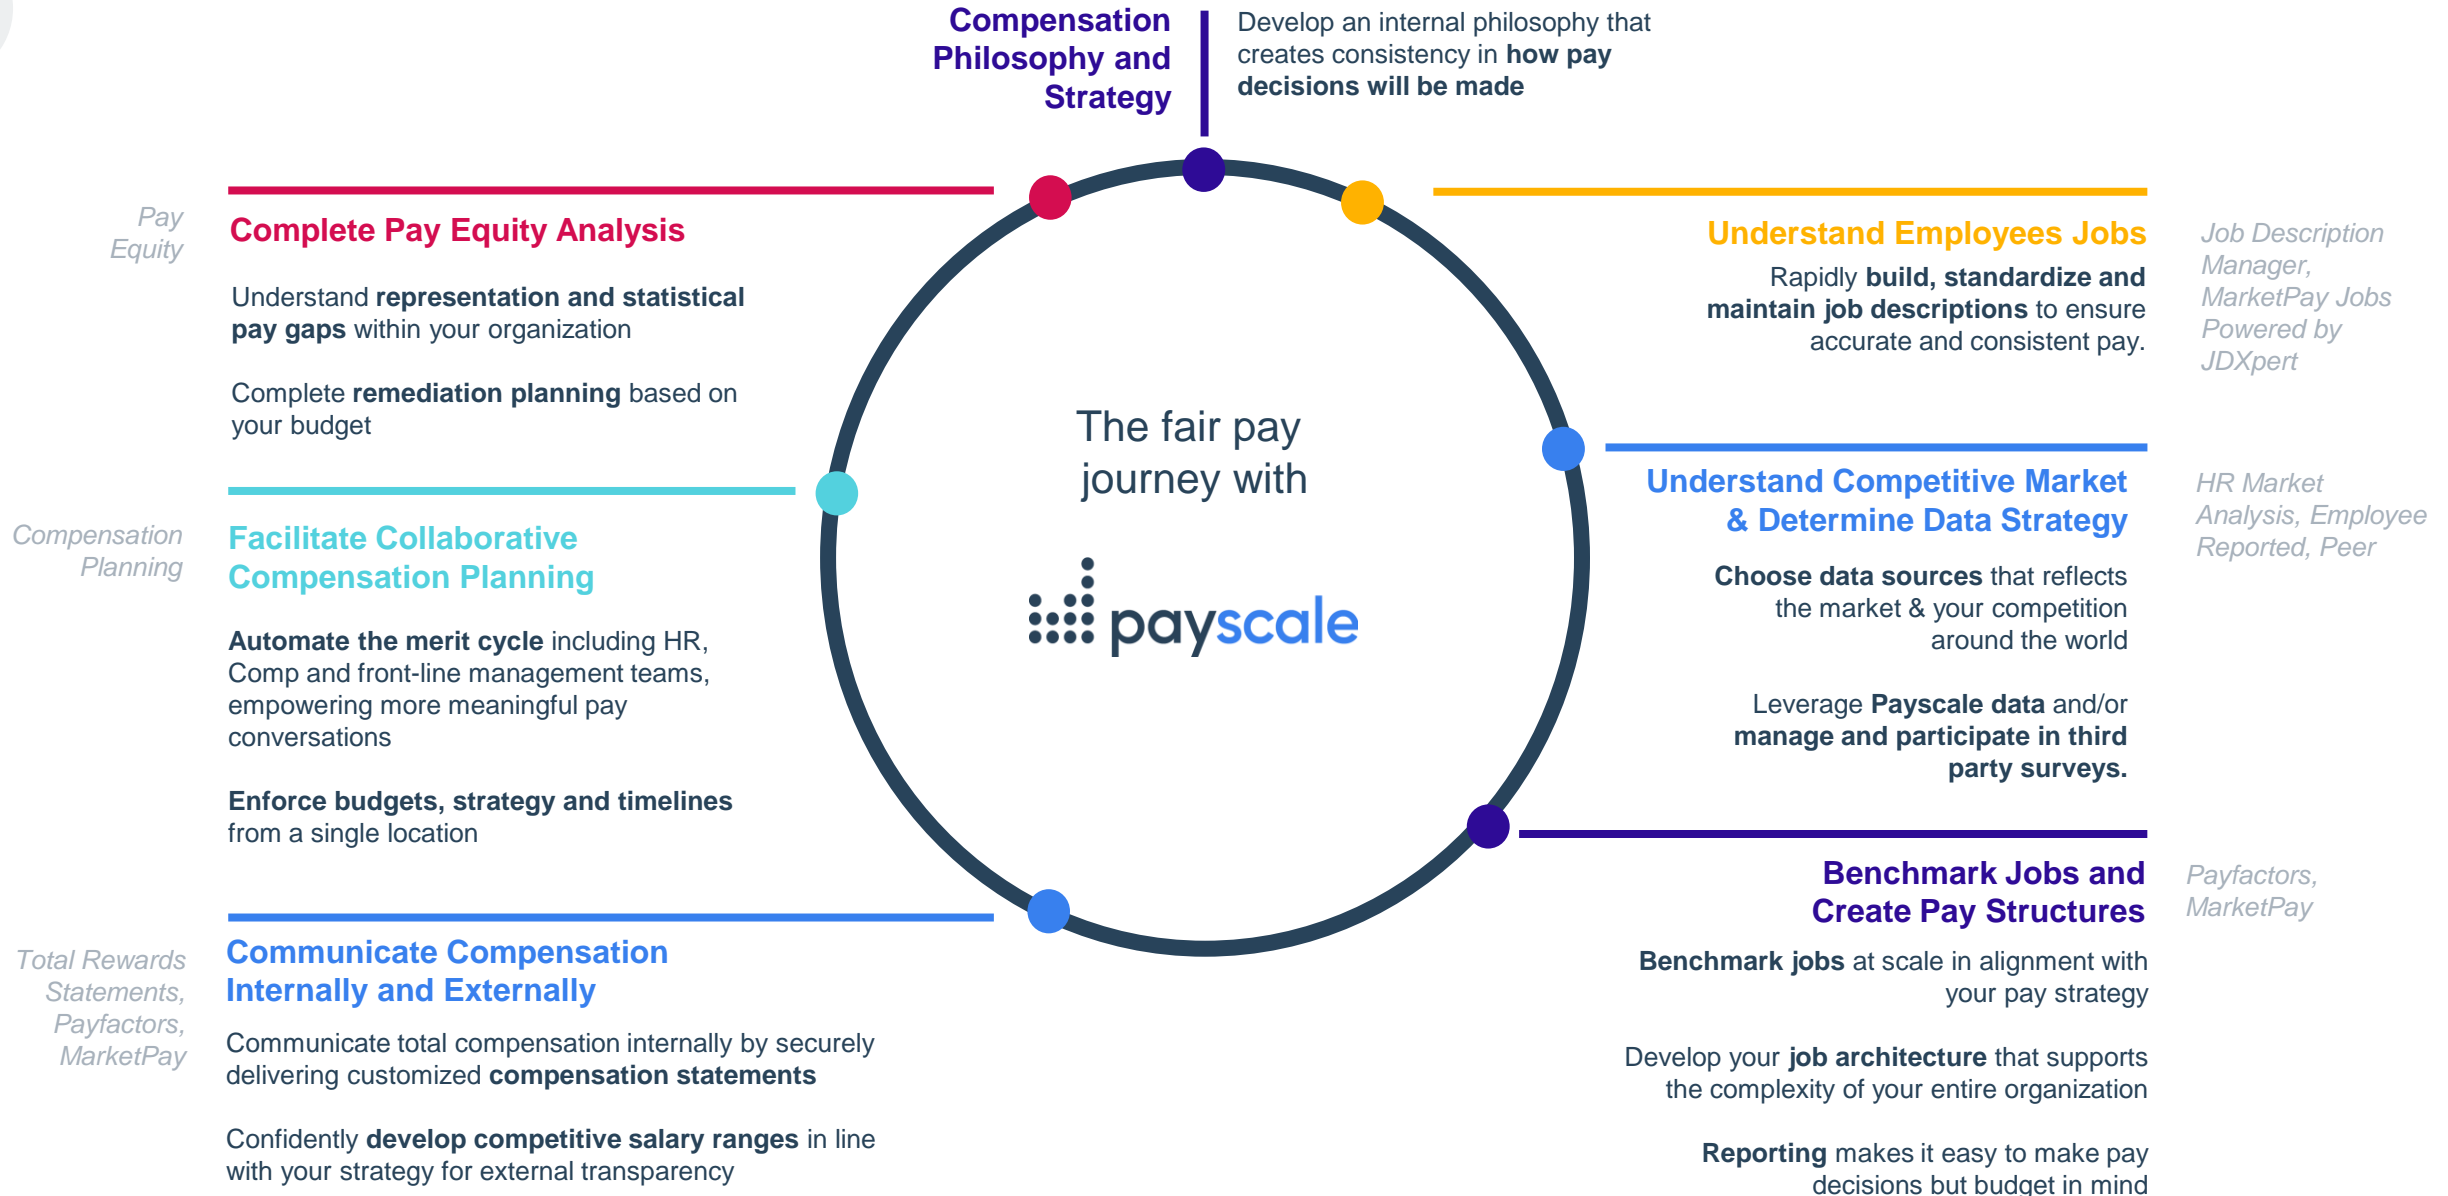 Compensation
Philosophy and
Strategy
Develop an internal philosophy that
creates consistency in how pay
decisions will be made
Pay
Equity
Complete Pay Equity Analysis
Understand representation and statistical
pay gaps within your organization
Complete remediation planning based on
your budget
Understand Employees Jobs
Rapidly build, standardize and
maintain job descriptions to ensure
accurate and consistent pay.
Job Description
Manager,
MarketPay Jobs
Powered by
JDXpert
The fair pay
journey with
payscale
Understand Competitive Market
& Determine Data Strategy
Choose data sources that reflects
the market & your competition
around the world
Leverage Payscale data and/or
manage and participate in third
party surveys.
HR Market
Analysis, Employee
Reported, Peer
Compensation
Planning
Facilitate Collaborative
Compensation Planning
Automate the merit cycle including HR,
Comp and front-line management teams,
empowering more meaningful pay
conversations
Enforce budgets, strategy and timelines
from a single location
Benchmark Jobs and
Create Pay Structures
Benchmark jobs at scale in alignment with
your pay strategy
Develop your job architecture that supports
the complexity of your entire organization
Reporting makes it easy to make pay
decisions but budget in mind
Payfactors,
MarketPay
Total Rewards
Statements,
Payfactors,
MarketPay
Communicate Compensation
Internally and Externally
Communicate total compensation internally by securely
delivering customized compensation statements
Confidently develop competitive salary ranges in line
with your strategy for external transparency